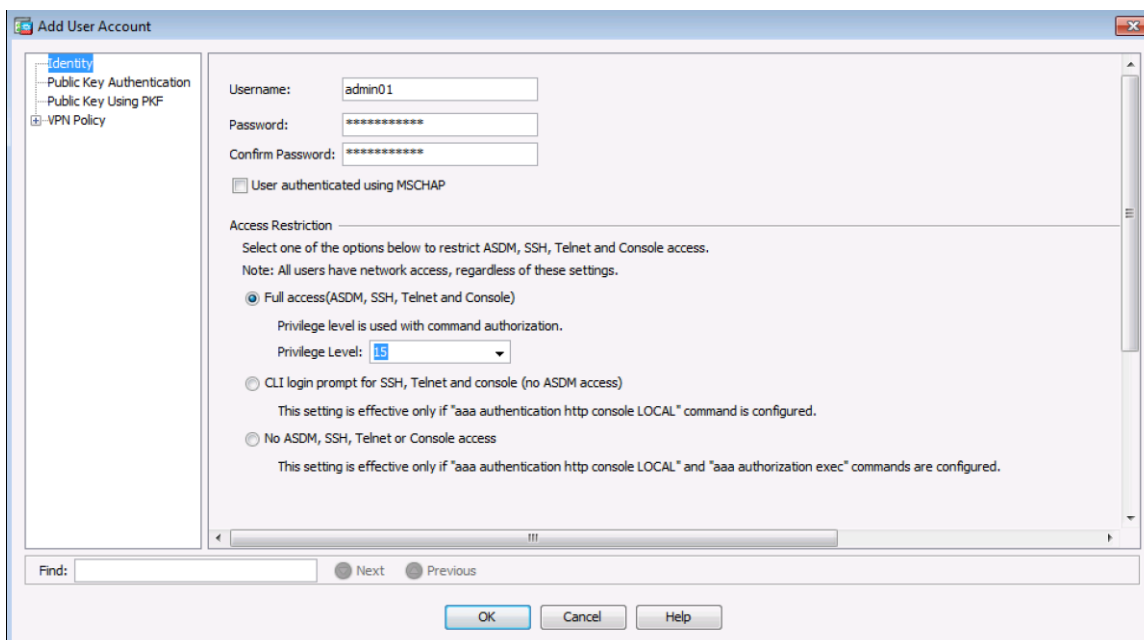 Add User Account
Identity
Public Key Authentication
Public Key Using PKF
VPN Policy
Username: admin01
Password: ***********
Confirm Password: ***********
User authenticated using MSCHAP
Access Restriction
Select one of the options below to restrict ASDM, SSH, Telnet and Console access.
Note: All users have network access, regardless of these settings.
Full access(ASDM, SSH, Telnet and Console)
Privilege level is used with command authorization.
Privilege Level: 15
CLI login prompt for SSH, Telnet and console (no ASDM access)
This setting is effective only if "aaa authentication http console LOCAL" command is configured.
No ASDM, SSH, Telnet or Console access
This setting is effective only if "aaa authentication http console LOCAL" and "aaa authorization exec" commands are configured.
Find: Next Previous
OK Cancel Help